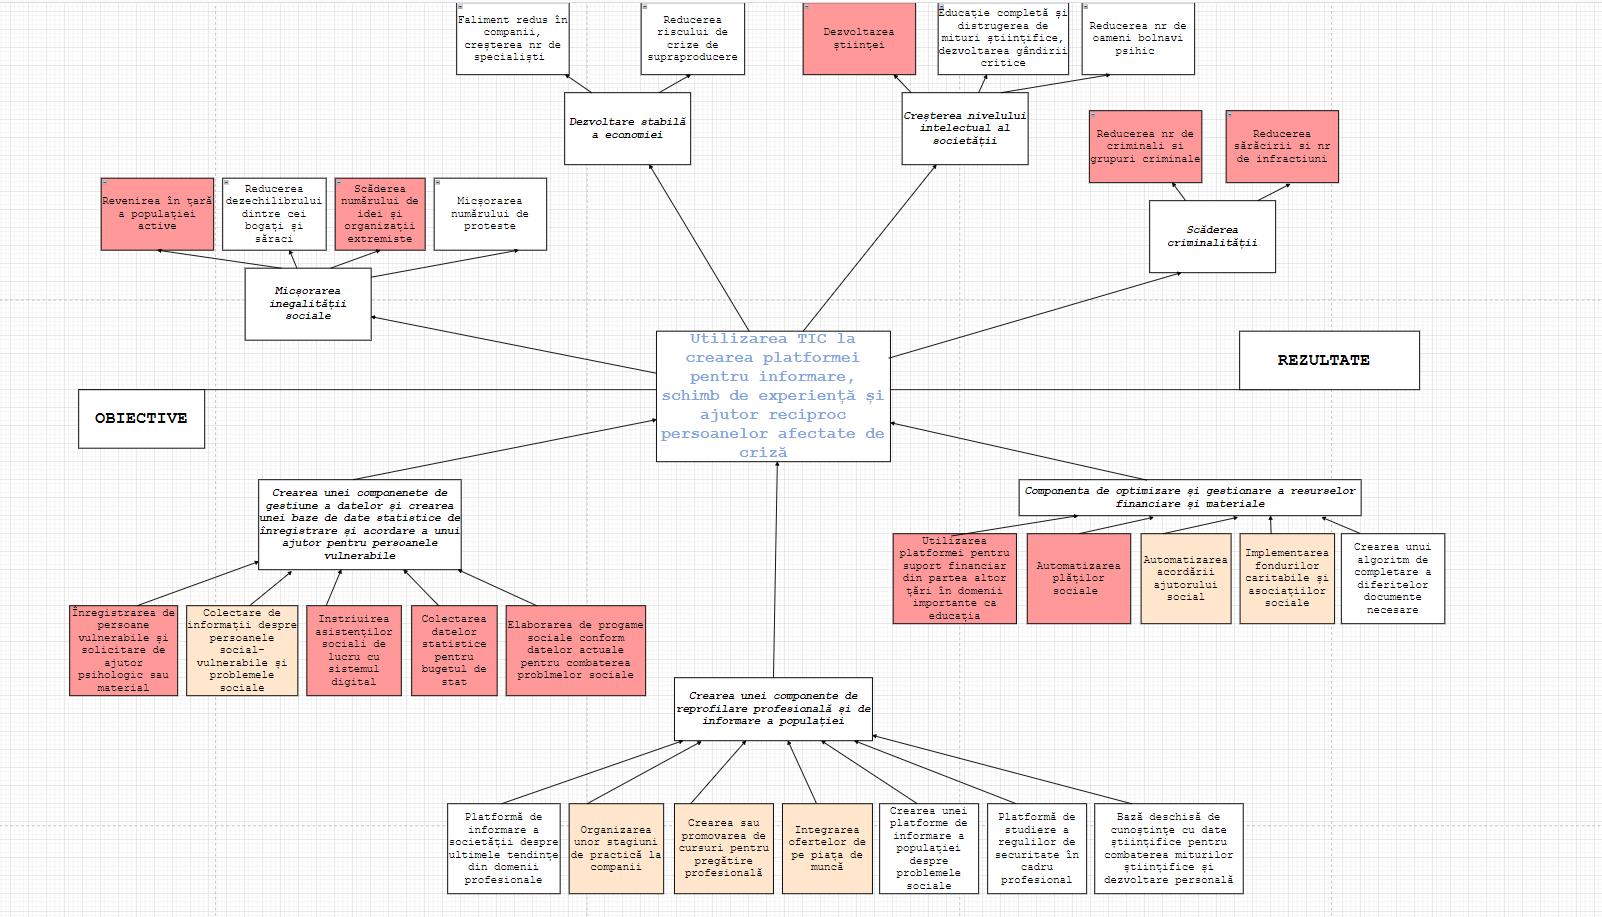 Faliment redus în
companii,
creșterea nr de
specialiști
Reducerea
riscului de
crize de
supraproducere
Dezvoltarea
științei
Educație completă și
distrugerea de
mituri științifice,
dezvoltarea gândirii
critice
Reducerea nr de
oameni bolnavi
psihic
Dezvoltare stabilă
a economiei
Creșterea nivelului
intelectual al
societății
Reducerea nr de
criminali si
grupuri criminale
Reducerea
sărăcirii si nr
de infractiuni
Revenirea în țară
a populației
active
Reducerea
dezechilibrului
dintre cei
bogați și
săraci
Scăderea
numărului de
idei și
organizații
extremiste
Micșorarea
numărului de
proteste
Scăderea
criminalității
Micșorarea
inegalității
sociale
Utilizarea TIC la
crearea platformei
pentru informare,
schimb de experiență și
ajutor reciproc
persoanelor afectate de
criză
REZULTATE
OBIECTIVE
Crearea unei componenete de
gestiune a datelor și crearea
unei baze de date statistice de
înregistrare și acordare a unui
ajutor pentru persoanele
vulnerabile
Componenta de optimizare și gestionare a resurselor
financiare și materiale
Utilizarea
platformei pentru
suport financiar
din partea altor
țări în domenii
importante ca
educația
Automatizarea
plăților
sociale
Automatizarea
acordării
ajutorului
social
Implementarea
fondurilor
caritabile și
asociațiilor
sociale
Crearea unui
algoritm de
completare a
diferitelor
documente
necesare
Înregistrarea de
persoane
vulnerabile și
solicitare de
ajutor
psihologic sau
material
Colectare de
informații despre
persoanele
social-
vulnerabile și
problemele
sociale
Instriuirea
asistenților
sociali de
lucru cu
sistemul
digital
Colectarea
datelor
statistice
pentru
bugetul de
stat
Elaborarea de progame
sociale conform
datelor actuale
pentru combaterea
problmelor sociale
Crearea unei componente de
reprofilare profesională și de
informare a populației
Platformă de
informare a
societății despre
ultimele tendințe
din domenii
profesionale
Organizarea
unor stagiuni
de practică la
companii
Crearea sau
promovarea de
cursuri pentru
pregătire
profesională
Integrarea
ofertelor de
pe piața de
muncă
Crearea unei
platforme de
informare a
populației
despre
problemele
sociale
Platformă de
studiere a
regulilor de
securitate în
cadru
profesional
Bază deschisă de
cunoștințe cu date
științifice pentru
combaterea miturilor
științifice și
dezvoltare personală